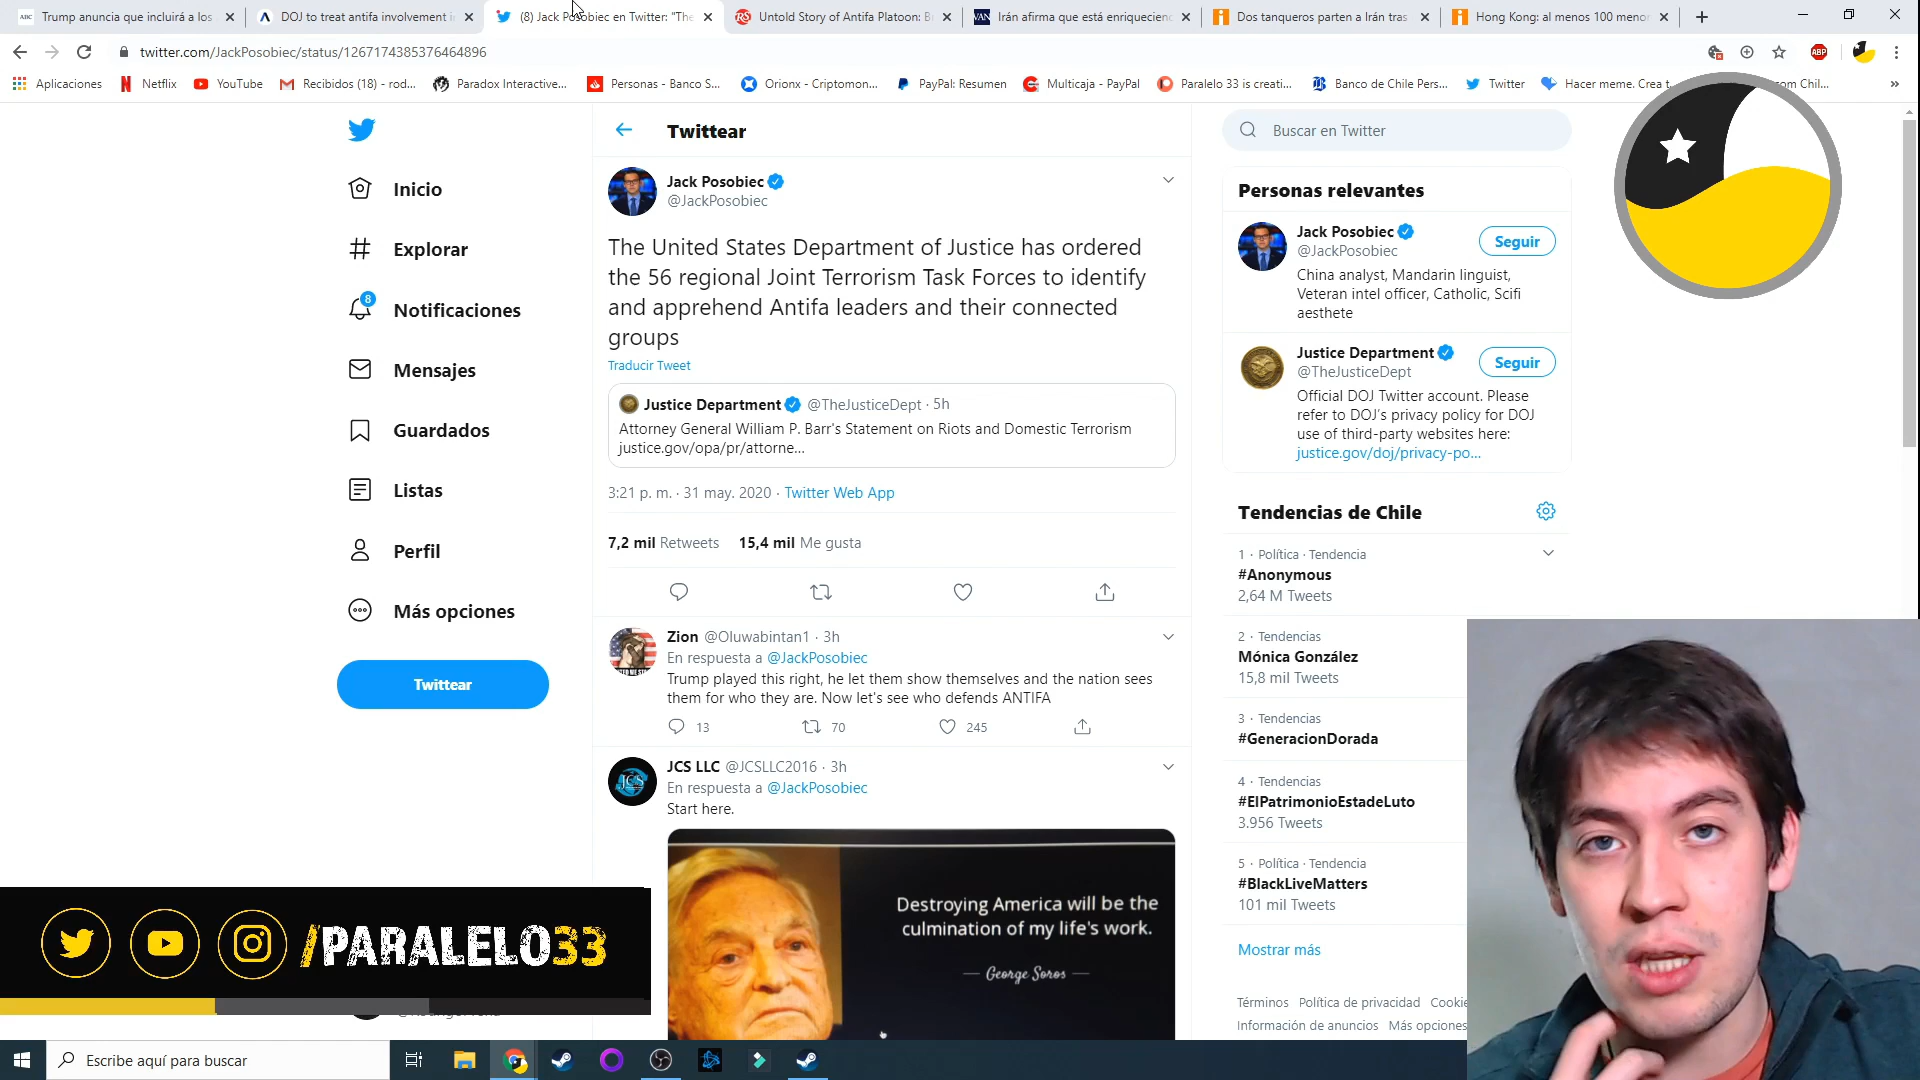 Trump anuncia que incluirá a los
DOJ to treat antifa involvement i
(8) Jack Posobiec en Twitter: "The
Untold Story of Antifa Platoon: B
Irán afirma que está enriqueciend
Dos tanqueros parten a Irán tras
Hong Kong: al menos 100 menor
twitter.com/JackPosobiec/status/1267174385376464896
ABP
Aplicaciones
Netflix
YouTube
Recibidos (18) - rod...
Paradox Interactive...
Personas - Banco S...
Orionx - Criptomon...
PayPal: Resumen
Multicaja - PayPal
Paralelo 33 is creati...
Banco de Chile Pers...
Twitter
Hacer meme. Crea t...
om Chil...
»
Inicio
Explorar
8
Notificaciones
Mensajes
Guardados
Listas
Perfil
Más opciones
Twittear
Twittear
Jack Posobiec
@JackPosobiec
The United States Department of Justice has ordered
the 56 regional Joint Terrorism Task Forces to identify
and apprehend Antifa leaders and their connected
groups
Traducir Tweet
Justice Department @TheJusticeDept · 5h
Attorney General William P. Barr's Statement on Riots and Domestic Terrorism
justice.gov/opa/pr/attorne...
3:21 p. m. · 31 may. 2020 · Twitter Web App
7,2 mil Retweets 15,4 mil Me gusta
Zion @Oluwabintan1 · 3h
En respuesta a @JackPosobiec
Trump played this right, he let them show themselves and the nation sees
them for who they are. Now let's see who defends ANTIFA
13 70 245
JCS LLC @JCSLLC2016 · 3h
En respuesta a @JackPosobiec
Start here.
JCS
Destroying America will be the
culmination of my life's work.
— George Soros —
Buscar en Twitter
Personas relevantes
Jack Posobiec
@JackPosobiec
Seguir
China analyst, Mandarin linguist,
Veteran intel officer, Catholic, Scifi
aesthete
Justice Department
@TheJusticeDept
Seguir
Official DOJ Twitter account. Please
refer to DOJ's privacy policy for DOJ
use of third-party websites here:
justice.gov/doj/privacy-po...
Tendencias de Chile
1 · Política · Tendencia
#Anonymous
2,64 M Tweets
2 · Tendencias
Mónica González
15,8 mil Tweets
3 · Tendencias
#GeneracionDorada
4 · Tendencias
#ElPatrimonioEstadeLuto
3.956 Tweets
5 · Política · Tendencia
#BlackLiveMatters
101 mil Tweets
Mostrar más
Términos Política de privacidad Cookie
Información de anuncios Más opciones
/PARALELO33
Escribe aquí para buscar